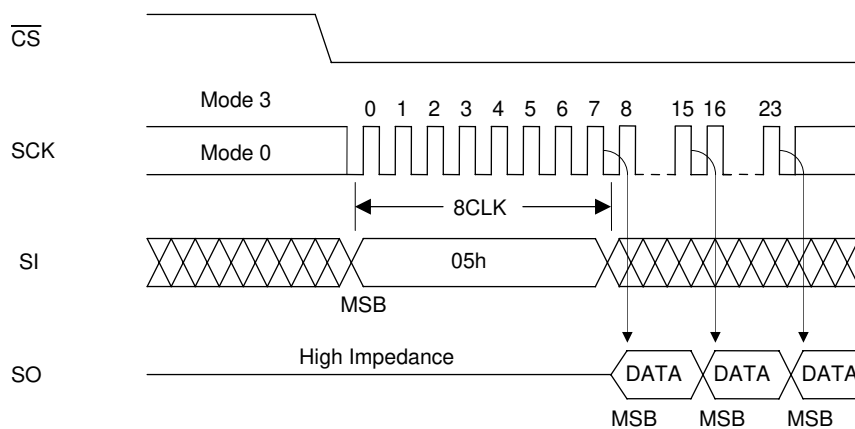 CS
Mode 3
0 1 2 3 4 5 6 7 8 15 16 23
SCK
Mode 0
8CLK
SI
05h
MSB
High Impedance
SO
DATA DATA DATA
MSB MSB MSB